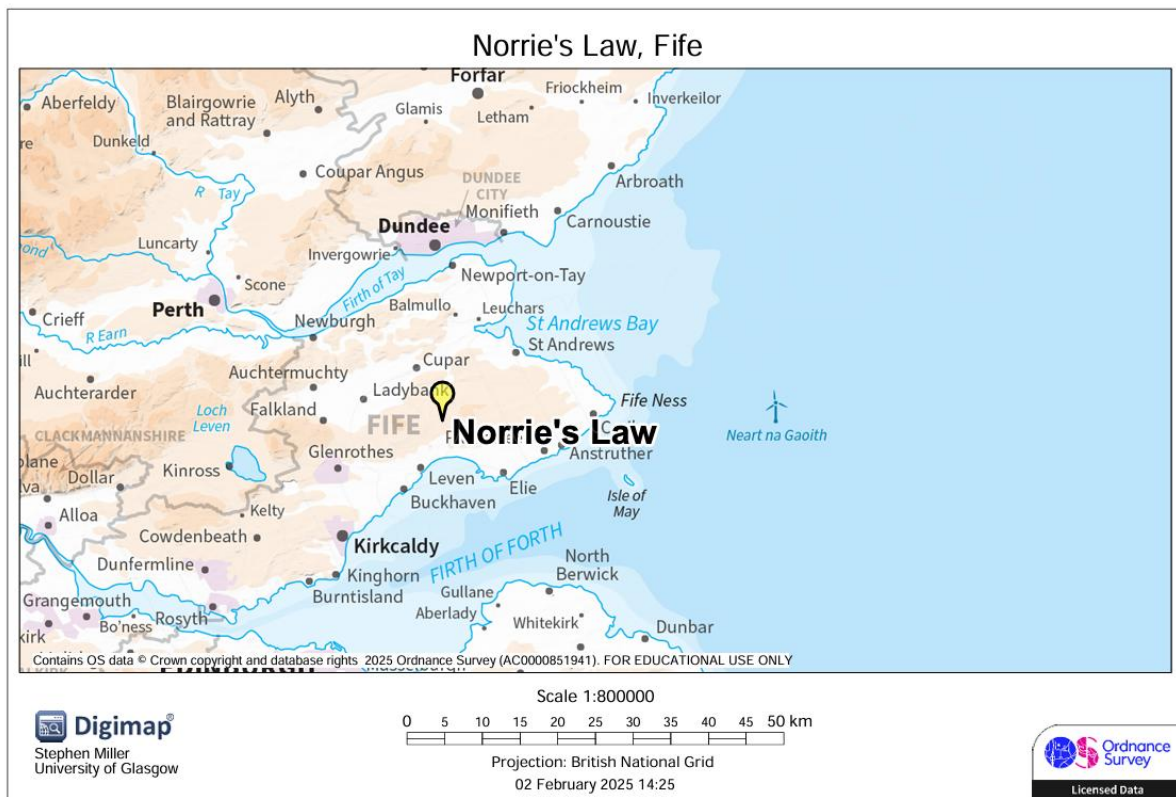 Norrie's Law, Fife
Forfar
Friockheim
Aberfeldy
Blairgowrie
and Rattray
Alyth
Glamis
Letham
Inverkeilor
Dunkeld
Coupar Angus
DUNDEE
CITY
Arbroath
R Tay
Monifieth
Carnoustie
Dundee
Luncarty
Invergowrie
Scone
Firth of Tay
Newport-on-Tay
Perth
Balmullo
Leuchars
Crieff
R Earn
Newburgh
St Andrews Bay
St Andrews
Cupar
Auchtermuchty
Auchterarder
Ladybank
Loch
Leven
Falkland
FIFE
Fife Ness
Norrie's Law
Neart na Gaoith
CLACKMANNANSHIRE
Glenrothes
Anstruther
Dollar
Kinross
Leven
Elie
Buckhaven
Isle of
May
Alloa
Kelty
Cowdenbeath
Kirkcaldy
FIRTH OF FORTH
Dunfermline
Kinghorn
North
Berwick
Burntisland
Gullane
Grangemouth
Rosyth
Aberlady
Bo'ness
Whitekirk
Dunbar
Contains OS data © Crown copyright and database rights 2025 Ordnance Survey (AC0000851941). FOR EDUCATIONAL USE ONLY
Scale 1:800000
0 5 10 15 20 25 30 35 40 45 50 km
Projection: British National Grid
02 February 2025 14:25
Digimap®
Stephen Miller
University of Glasgow
OS Ordnance
Survey
Licensed Data